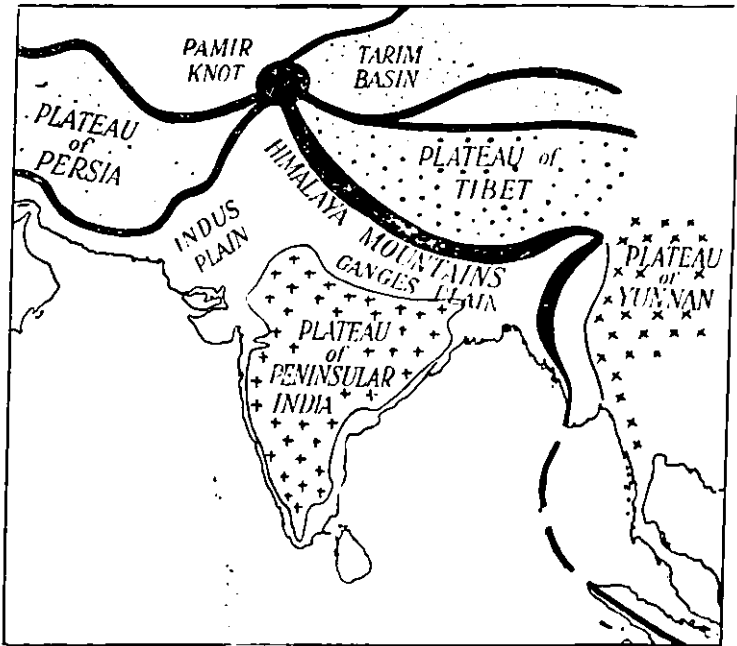 PAMIR
KNOT
TARIM
BASIN
PLATEAU
of
PERSIA
PLATEAU of
TIBET
HIMALAYA MOUNTAINS
INDUS
PLAIN
GANGES PLAIN
PLATEAU
of
YUNNAN
PLATEAU
of
PENINSULAR
INDIA